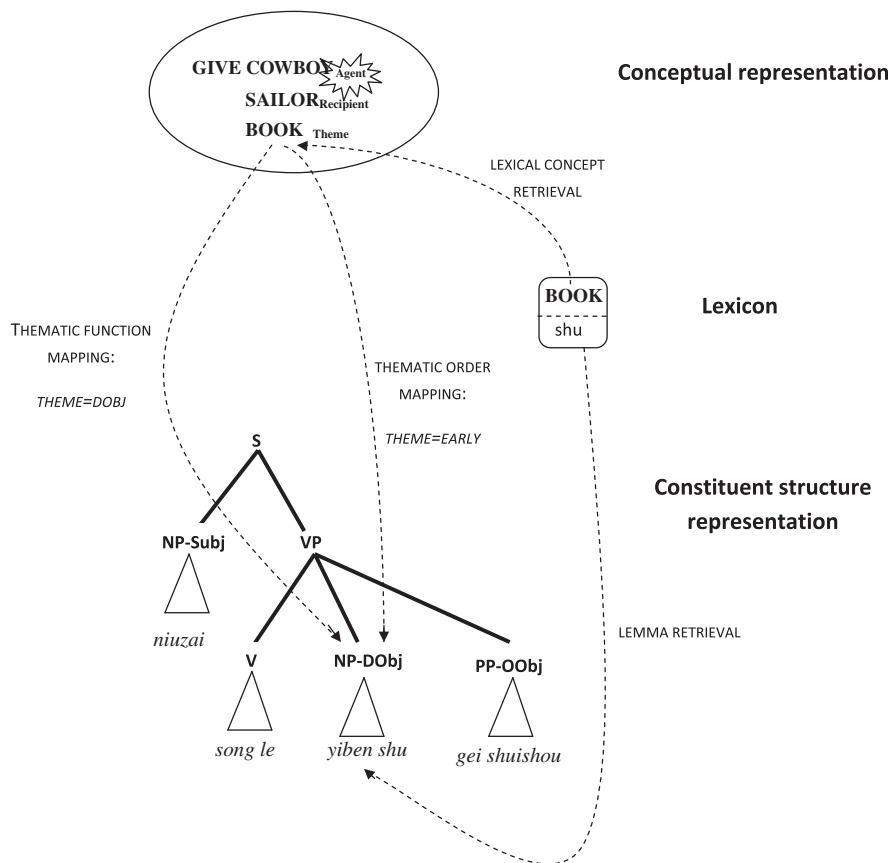 GIVE COWBOY Agent
SAILOR Recipient
BOOK Theme
Conceptual representation
LEXICAL CONCEPT
RETRIEVAL
BOOK
shu
Lexicon
THEMATIC FUNCTION
MAPPING:
THEME=DOBJ
THEMATIC ORDER
MAPPING:
THEME=EARLY
S
Constituent structure
representation
NP-Subj VP
niuzai
LEMMA RETRIEVAL
V NP-DObj PP-OObj
song le yiben shu gei shuishou